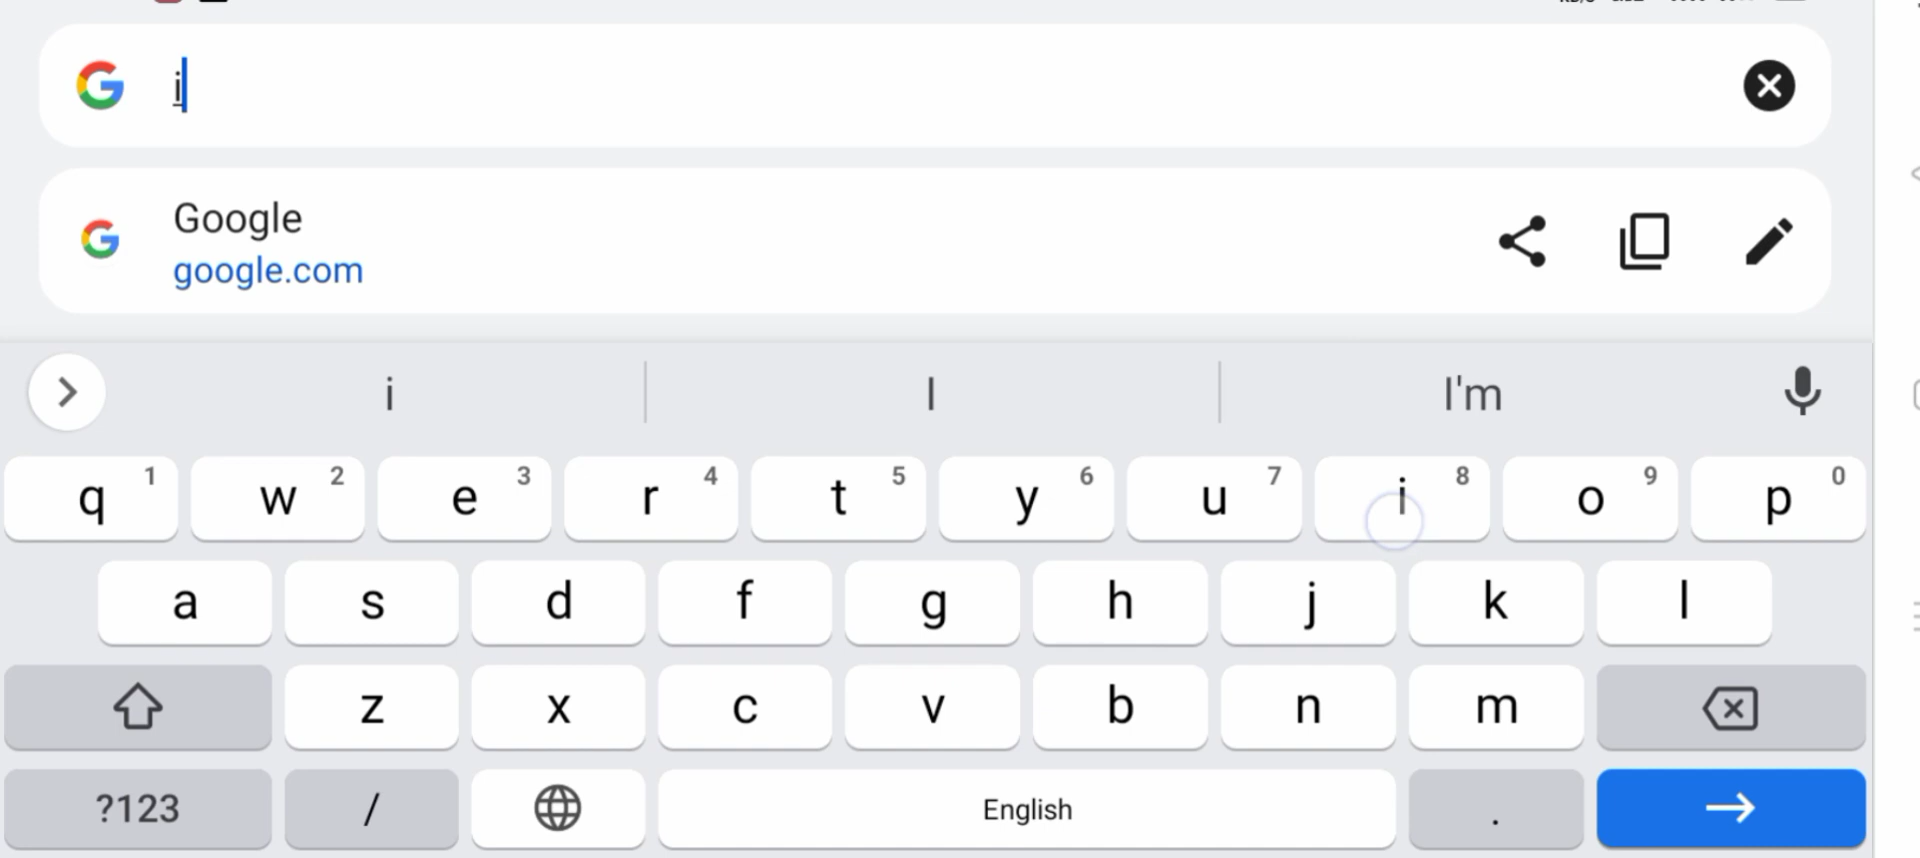 i
Google
google.com
i I I'm
q 1 w 2 e 3 r 4 t 5 y 6 u 7 i 8 o 9 p 0
a s d f g h j k l
z x c v b n m
?123 / English .